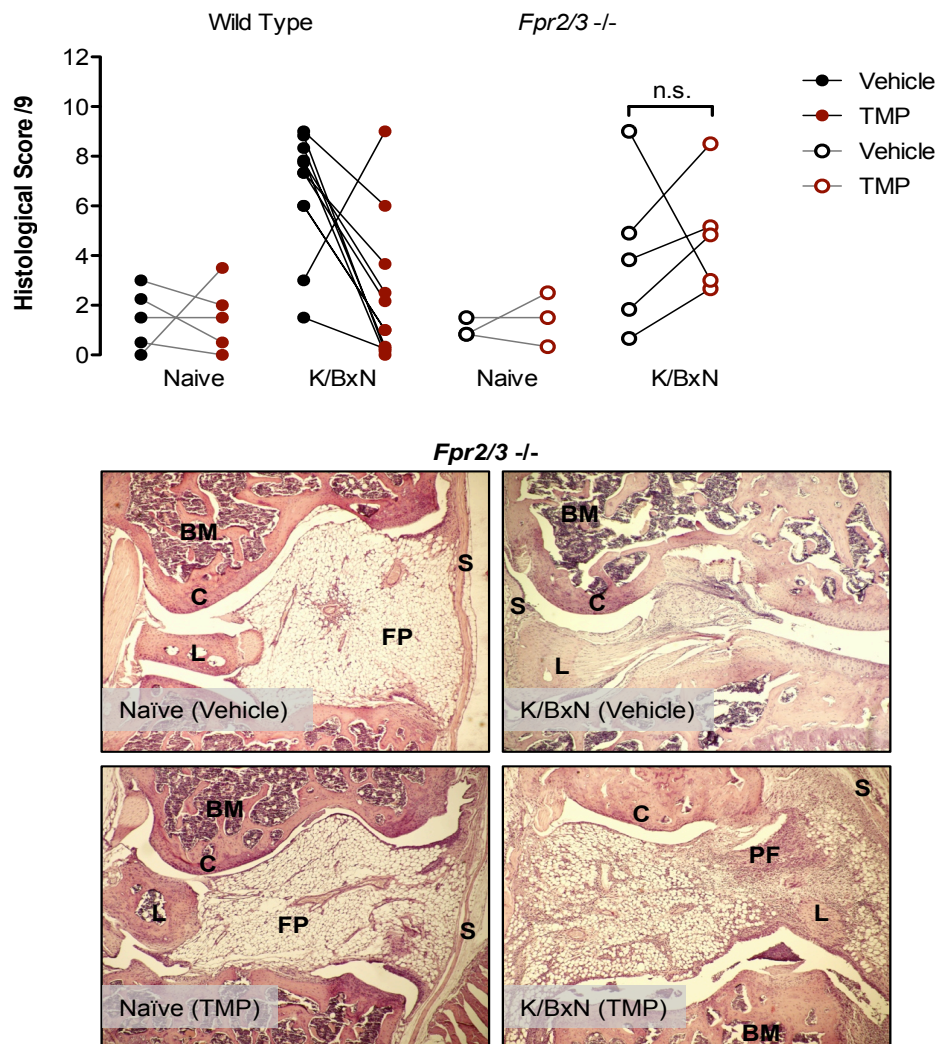 Wild Type
Fpr2/3 -/-
Histological Score /9
12
10
8
6
4
2
0
n.s.
Naive
K/BxN
Naive
K/BxN
Vehicle
TMP
Vehicle
TMP
Fpr2/3 -/-
BM
C
L
FP
S
Naïve (Vehicle)
BM
S
C
L
K/BxN (Vehicle)
BM
C
L
FP
S
Naïve (TMP)
C
S
PF
L
K/BxN (TMP)
BM